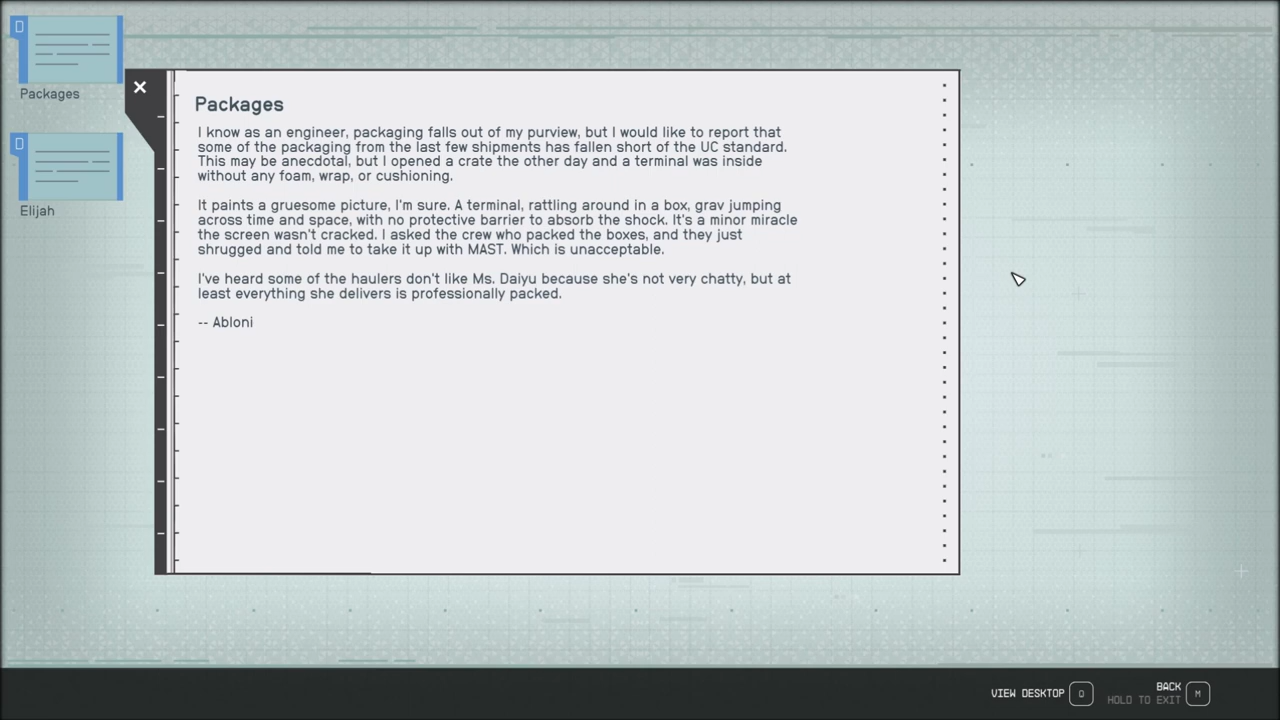 D
Packages
Elijah
D
Packages
I know as an engineer, packaging falls out of my purview, but I would like to report that
some of the packaging from the last few shipments has fallen short of the UC standard.
This may be anecdotal, but I opened a crate the other day and a terminal was inside
without any foam, wrap, or cushioning.
It paints a gruesome picture, I'm sure. A terminal, rattling around in a box, grav jumping
across time and space, with no protective barrier to absorb the shock. It's a minor miracle
the screen wasn't cracked. I asked the crew who packed the boxes, and they just
shrugged and told me to take it up with MAST. Which is unacceptable.
I've heard some of the haulers don't like Ms. Daiyu because she's not very chatty, but at
least everything she delivers is professionally packed.
-- Abloni
VIEW DESKTOP Q
BACK
HOLD TO EXIT M